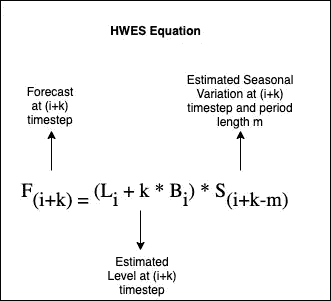 HWES Equation
Forecast
at (i+k)
timestep
Estimated Seasonal
Variation at (i+k)
timestep and period
length m
F(i+k) = (Li + k * Bi) * S(i+k-m)
Estimated
Level at (i+k)
timestep